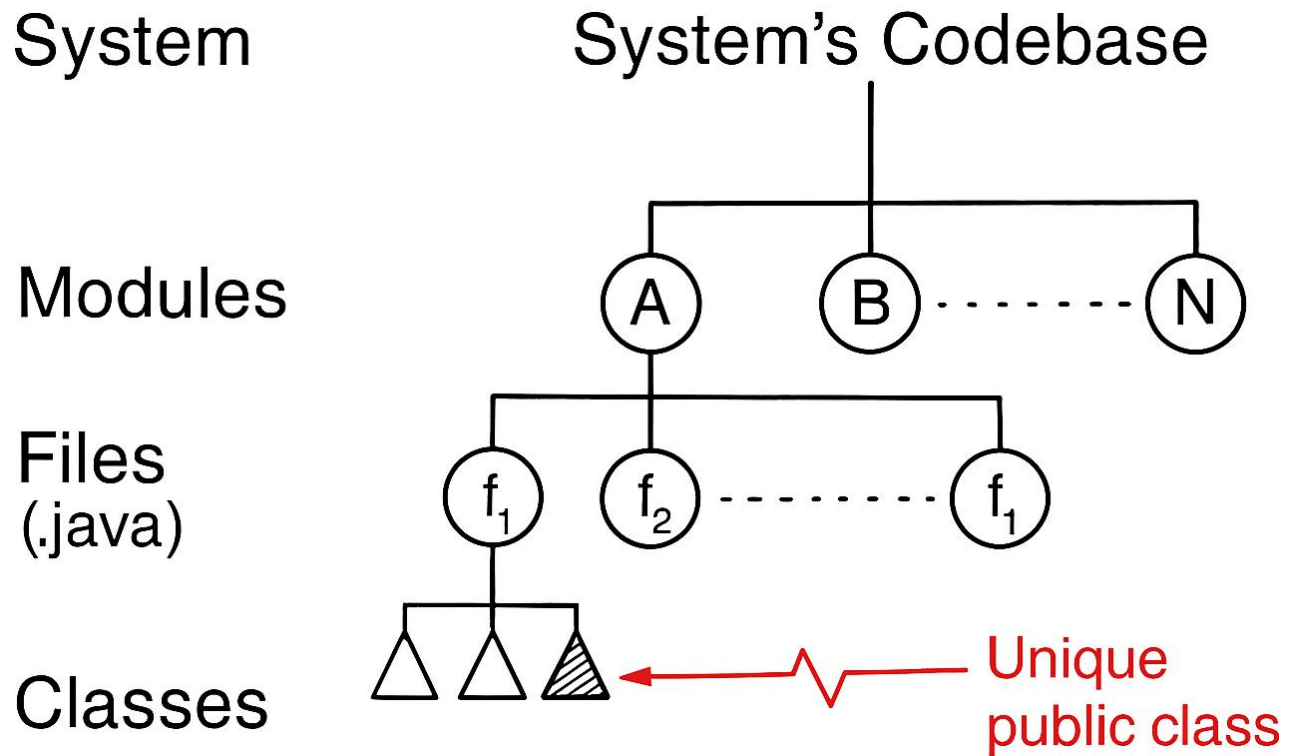 System
System's Codebase
Modules
A
B
N
Files
(.java)
f₁
f₂
f₁
Classes
Unique
public class